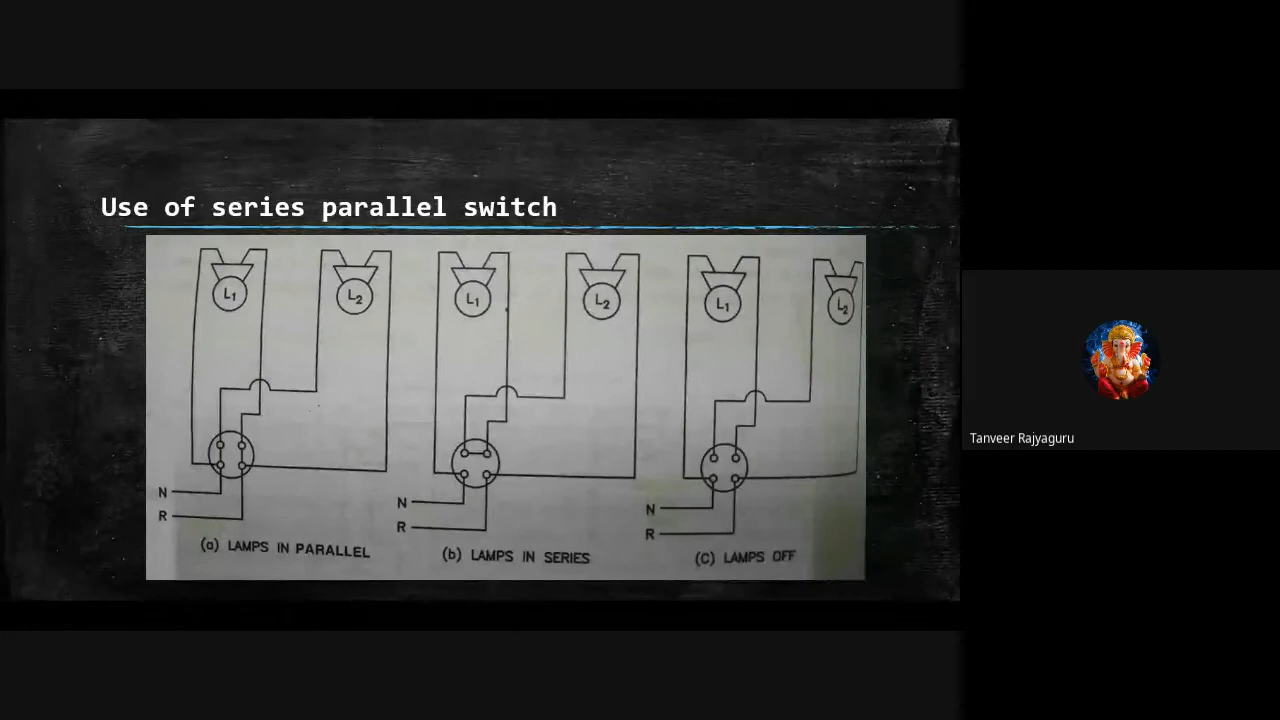 Use of series parallel switch
L1
L2
N
R
(a) LAMPS IN PARALLEL
L1
L2
N
R
(b) LAMPS IN SERIES
L1
L2
N
R
(C) LAMPS OFF
Tanveer Rajyaguru